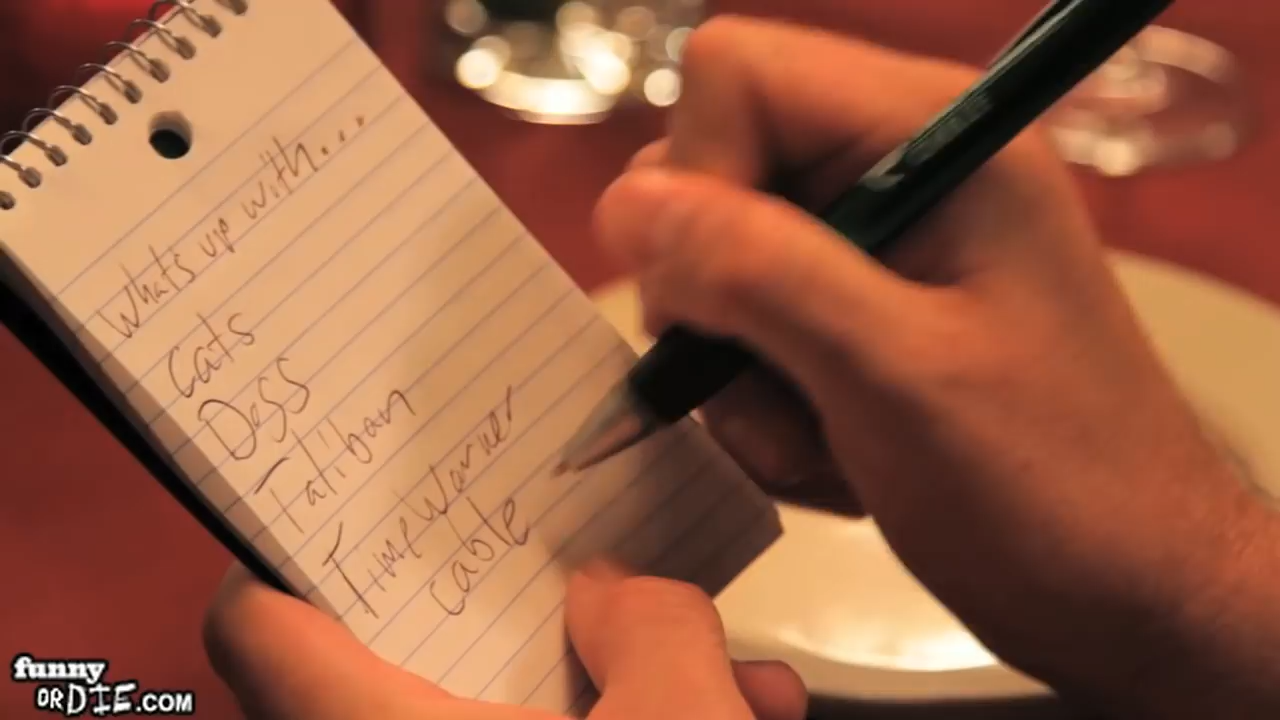 whats up with...
cats
Dogs
Taliban
Time Warner
cable
funny
OR DIE.COM